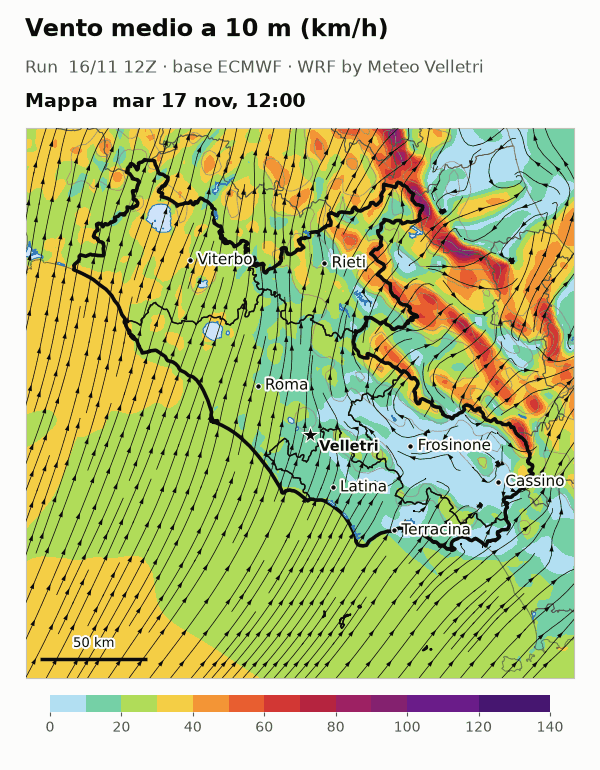 Vento medio a 10 m (km/h)
Run 16/11 12Z · base ECMWF · WRF by Meteo Velletri
Mappa mar 17 nov, 12:00
Viterbo
Rieti
Roma
Velletri
Frosinone
Cassino
Latina
Terracina
50 km
0 20 40 60 80 100 120 140